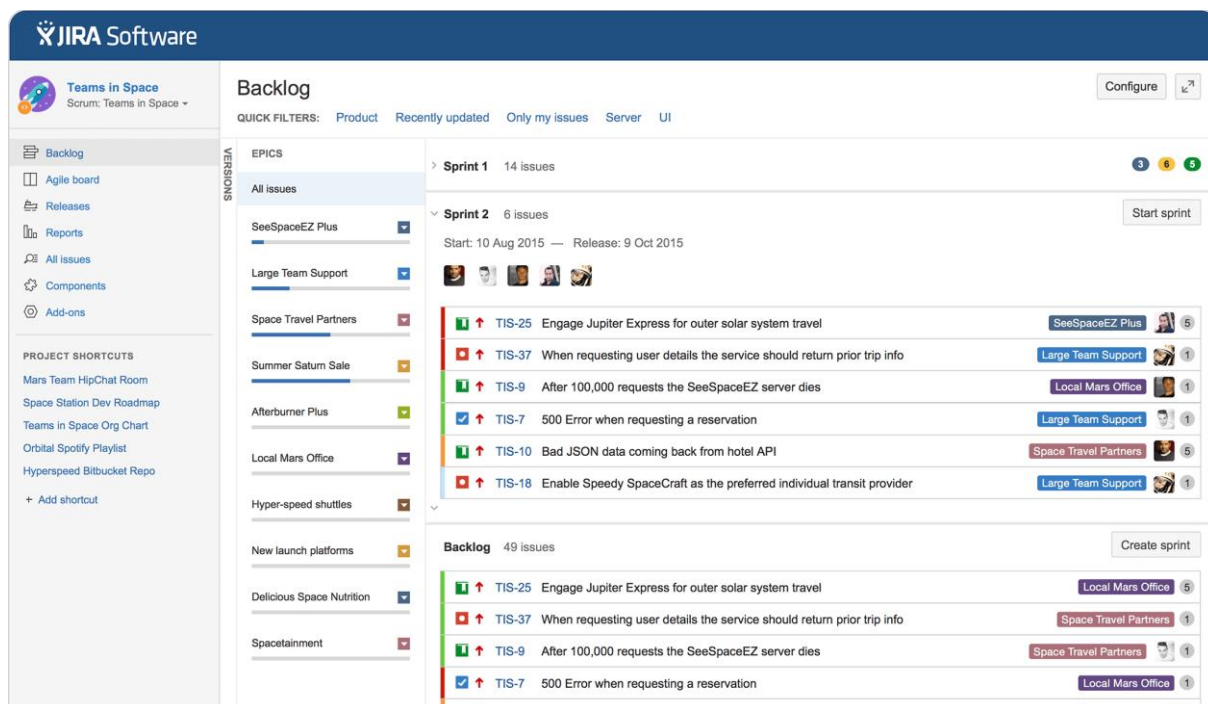 JIRA Software
Teams in Space
Scrum: Teams in Space
Backlog
Agile board
Releases
Reports
All issues
Components
Add-ons
PROJECT SHORTCUTS
Mars Team HipChat Room
Space Station Dev Roadmap
Teams in Space Org Chart
Orbital Spotify Playlist
Hyperspeed Bitbucket Repo
+ Add shortcut
Backlog
Configure
QUICK FILTERS: Product Recently updated Only my issues Server UI
VERSIONS
EPICS
All issues
SeeSpaceEZ Plus
Large Team Support
Space Travel Partners
Summer Saturn Sale
Afterburner Plus
Local Mars Office
Hyper-speed shuttles
New launch platforms
Delicious Space Nutrition
Spacetainment
Sprint 1 14 issues 3 6 5
Sprint 2 6 issues Start sprint
Start: 10 Aug 2015 — Release: 9 Oct 2015
TIS-25 Engage Jupiter Express for outer solar system travel SeeSpaceEZ Plus 5
TIS-37 When requesting user details the service should return prior trip info Large Team Support 1
TIS-9 After 100,000 requests the SeeSpaceEZ server dies Local Mars Office 1
TIS-7 500 Error when requesting a reservation Large Team Support 1
TIS-10 Bad JSON data coming back from hotel API Space Travel Partners 5
TIS-18 Enable Speedy SpaceCraft as the preferred individual transit provider Large Team Support 1
Backlog 49 issues Create sprint
TIS-25 Engage Jupiter Express for outer solar system travel Local Mars Office 5
TIS-37 When requesting user details the service should return prior trip info Space Travel Partners 1
TIS-9 After 100,000 requests the SeeSpaceEZ server dies Space Travel Partners 1
TIS-7 500 Error when requesting a reservation Local Mars Office 1